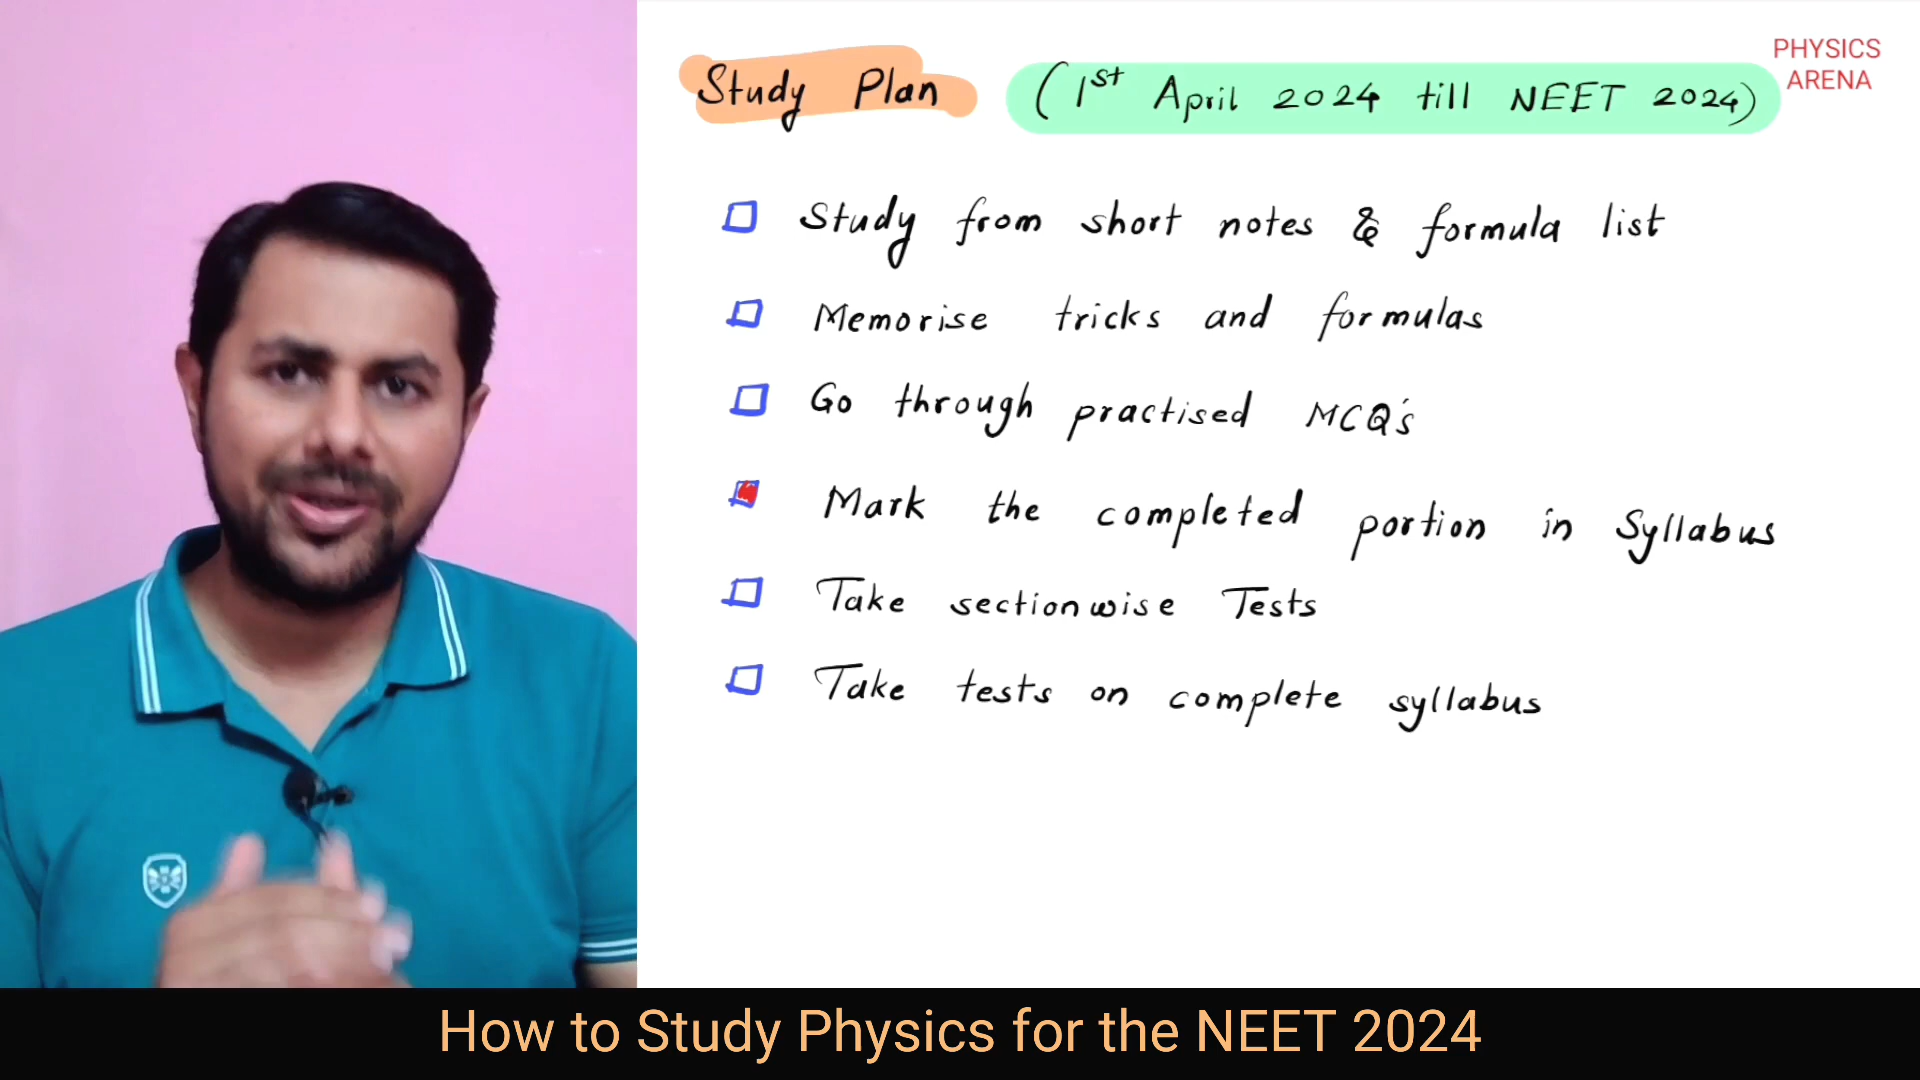 Study Plan (1st April 2024 till NEET 2024)
PHYSICS
ARENA
Study from short notes & formula list
Memorise tricks and formulas
Go through practised MCQ's
Mark the completed portion in Syllabus
Take sectionwise Tests
Take tests on complete syllabus
How to Study Physics for the NEET 2024